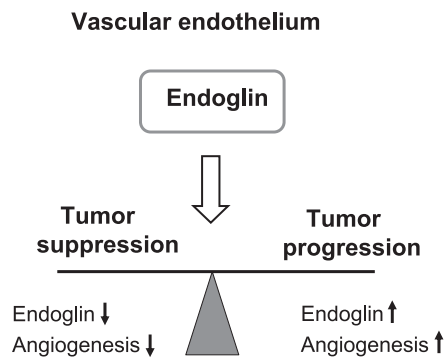 Vascular endothelium
Endoglin
Tumor
suppression
Tumor
progression
Endoglin ↓
Angiogenesis ↓
Endoglin ↑
Angiogenesis ↑